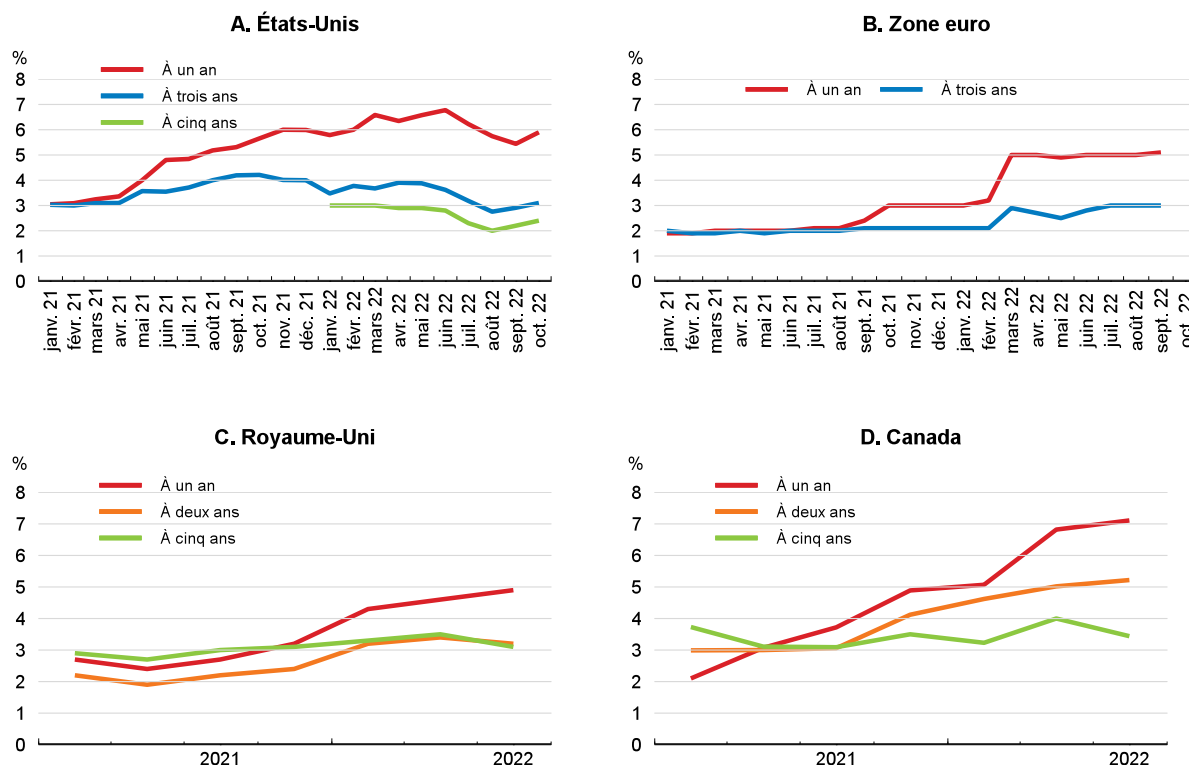 A. États-Unis
%
À un an
À trois ans
À cinq ans
8
7
6
5
4
3
2
1
0
janv. 21
févr. 21
mars 21
avr. 21
mai 21
juin 21
juil. 21
août 21
sept. 21
oct. 21
nov. 21
déc. 21
janv. 22
févr. 22
mars 22
avr. 22
mai 22
juin 22
juil. 22
août 22
sept. 22
oct. 22
B. Zone euro
%
À un an
À trois ans
8
7
6
5
4
3
2
1
0
janv. 21
févr. 21
mars 21
avr. 21
mai 21
juin 21
juil. 21
août 21
sept. 21
oct. 21
nov. 21
déc. 21
janv. 22
févr. 22
mars 22
avr. 22
mai 22
juin 22
juil. 22
août 22
sept. 22
oct. 22
C. Royaume-Uni
%
À un an
À deux ans
À cinq ans
8
7
6
5
4
3
2
1
0
2021
2022
D. Canada
%
À un an
À deux ans
À cinq ans
8
7
6
5
4
3
2
1
0
2021
2022